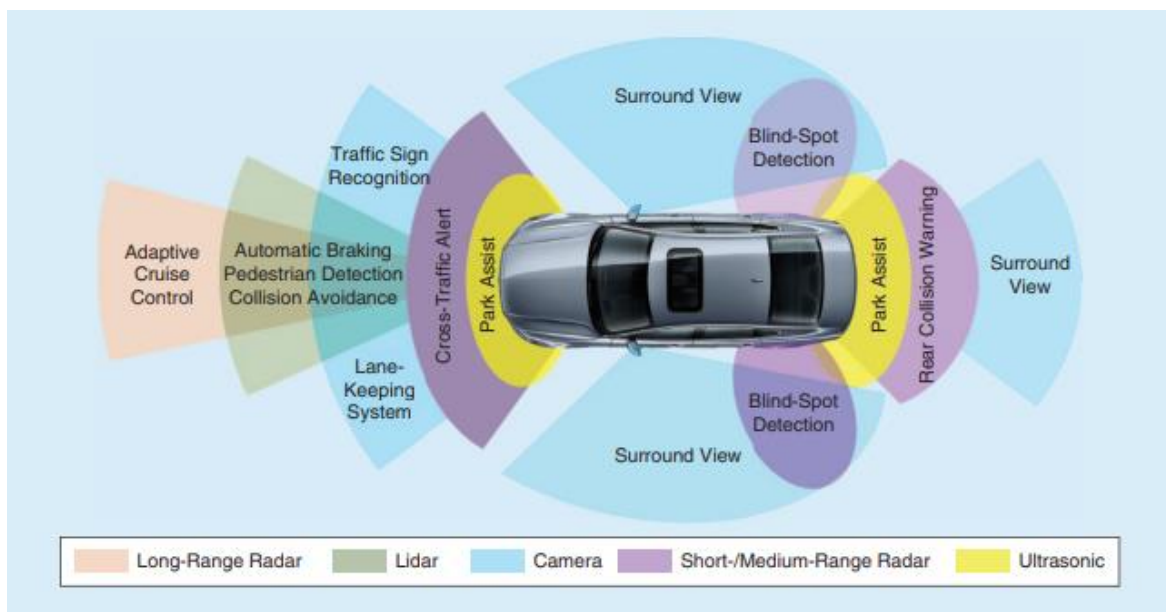 Surround View
Blind-Spot
Detection
Traffic Sign
Recognition
Adaptive
Cruise
Control
Automatic Braking
Pedestrian Detection
Collision Avoidance
Cross-Traffic Alert
Park Assist
Park Assist
Rear Collision Warning
Surround
View
Lane-
Keeping
System
Blind-Spot
Detection
Surround View
Long-Range Radar
Lidar
Camera
Short-/Medium-Range Radar
Ultrasonic